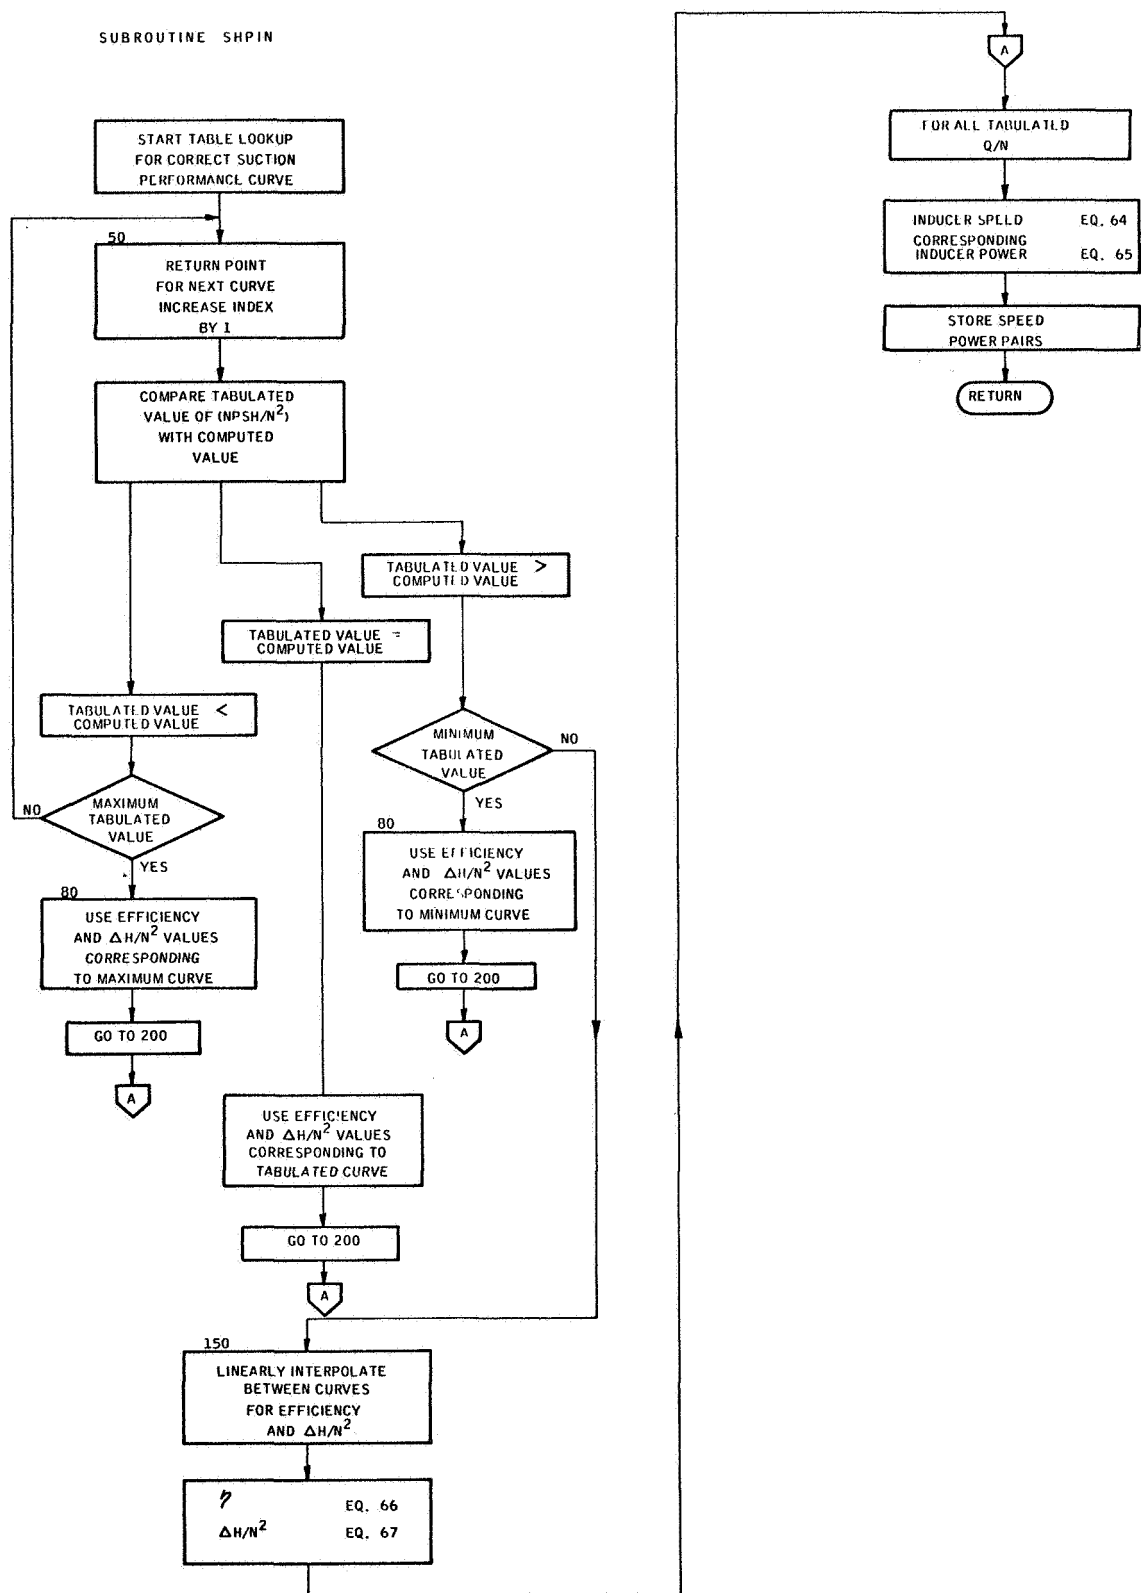 SUBROUTINE SHPIN
START TABLE LOOKUP
FOR CORRECT SUCTION
PERFORMANCE CURVE
50
RETURN POINT
FOR NEXT CURVE
INCREASE INDEX
BY I
COMPARE TABULATED
VALUE OF (NPSH/N²)
WITH COMPUTED
VALUE
TABULATED VALUE >
COMPUTED VALUE
TABULATED VALUE =
COMPUTED VALUE
TABULATED VALUE <
COMPUTED VALUE
MINIMUM
TABULATED
VALUE
NO
YES
MAXIMUM
TABULATED
VALUE
NO
YES
80
USE EFFICIENCY
AND ΔH/N² VALUES
CORRESPONDING
TO MINIMUM CURVE
GO TO 200
A
80
USE EFFICIENCY
AND ΔH/N² VALUES
CORRESPONDING
TO MAXIMUM CURVE
GO TO 200
A
USE EFFICIENCY
AND ΔH/N² VALUES
CORRESPONDING TO
TABULATED CURVE
GO TO 200
A
150
LINEARLY INTERPOLATE
BETWEEN CURVES
FOR EFFICIENCY
AND ΔH/N²
η EQ. 66
ΔH/N² EQ. 67
A
FOR ALL TABULATED
Q/N
INDUCER SPEED EQ. 64
CORRESPONDING
INDUCER POWER EQ. 65
STORE SPEED
POWER PAIRS
RETURN